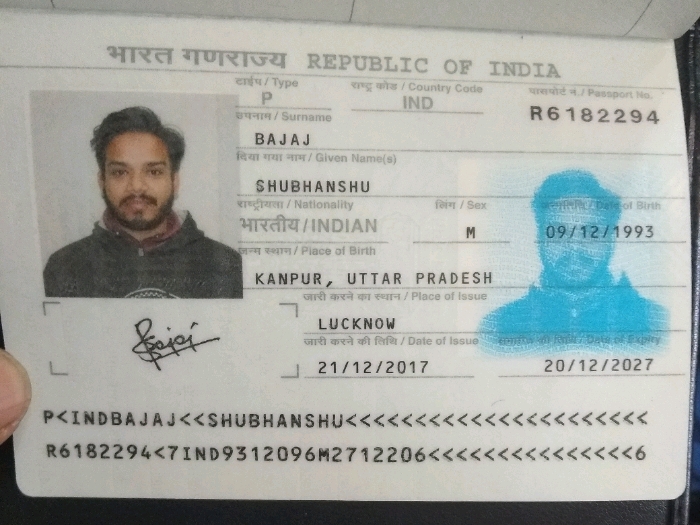 भारत गणराज्य REPUBLIC OF INDIA
टाईप / Type राष्ट्र कोड / Country Code पासपोर्ट नं. / Passport No.
P IND R6182294
उपनाम / Surname
BAJAJ
दिया गया नाम / Given Name(s)
SHUBHANSHU
राष्ट्रीयता / Nationality लिंग / Sex जन्मतिथि / Date of Birth
भारतीय / INDIAN M 09/12/1993
जन्म स्थान / Place of Birth
KANPUR, UTTAR PRADESH
जारी करने का स्थान / Place of Issue
LUCKNOW
जारी करने की तिथि / Date of Issue समाप्ति की तिथि / Date of Expiry
21/12/2017 20/12/2027
Bajaj
P<INDBAJAJ<<SHUBHANSHU<<<<<<<<<<<<<<<<<<<<<<
R6182294<7IND9312096M2712206<<<<<<<<<<<<<<<6